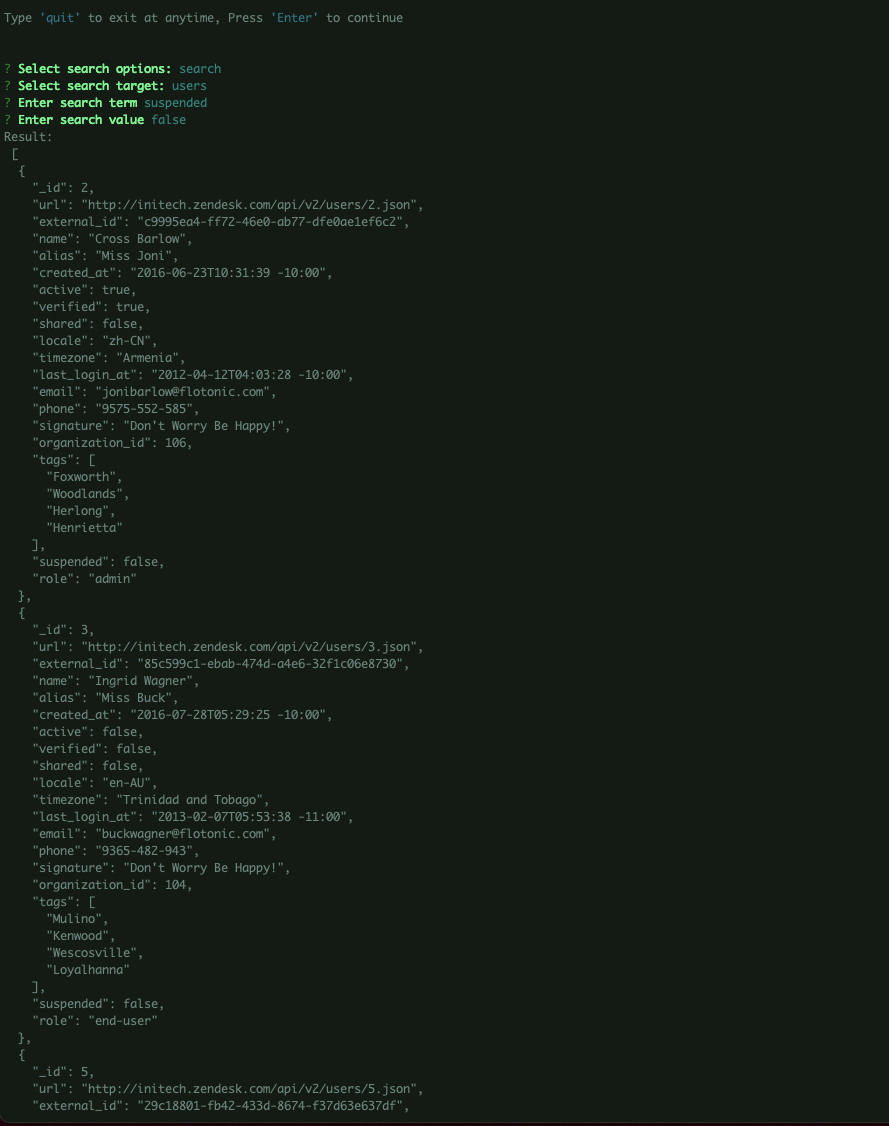 Type 'quit' to exit at anytime, Press 'Enter' to continue
? Select search options: search
? Select search target: users
? Enter search term suspended
? Enter search value false
Result:
[
{
"_id": 2,
"url": "http://initech.zendesk.com/api/v2/users/2.json",
"external_id": "c9995ea4-ff72-46e0-ab77-dfe0ae1ef6c2",
"name": "Cross Barlow",
"alias": "Miss Joni",
"created_at": "2016-06-23T10:31:39 -10:00",
"active": true,
"verified": true,
"shared": false,
"locale": "zh-CN",
"timezone": "Armenia",
"last_login_at": "2012-04-12T04:03:28 -10:00",
"email": "jonibarlow@flotonic.com",
"phone": "9575-552-585",
"signature": "Don't Worry Be Happy!",
"organization_id": 106,
"tags": [
"Foxworth",
"Woodlands",
"Herlong",
"Henrietta"
],
"suspended": false,
"role": "admin"
},
{
"_id": 3,
"url": "http://initech.zendesk.com/api/v2/users/3.json",
"external_id": "85c599c1-ebab-474d-a4e6-32f1c06e8730",
"name": "Ingrid Wagner",
"alias": "Miss Buck",
"created_at": "2016-07-28T05:29:25 -10:00",
"active": false,
"verified": false,
"shared": false,
"locale": "en-AU",
"timezone": "Trinidad and Tobago",
"last_login_at": "2013-02-07T05:53:38 -11:00",
"email": "buckwagner@flotonic.com",
"phone": "9365-482-943",
"signature": "Don't Worry Be Happy!",
"organization_id": 104,
"tags": [
"Mulino",
"Kenwood",
"Wescosville",
"Loyalhanna"
],
"suspended": false,
"role": "end-user"
},
{
"_id": 5,
"url": "http://initech.zendesk.com/api/v2/users/5.json",
"external_id": "29c18801-fb42-433d-8674-f37d63e637df",